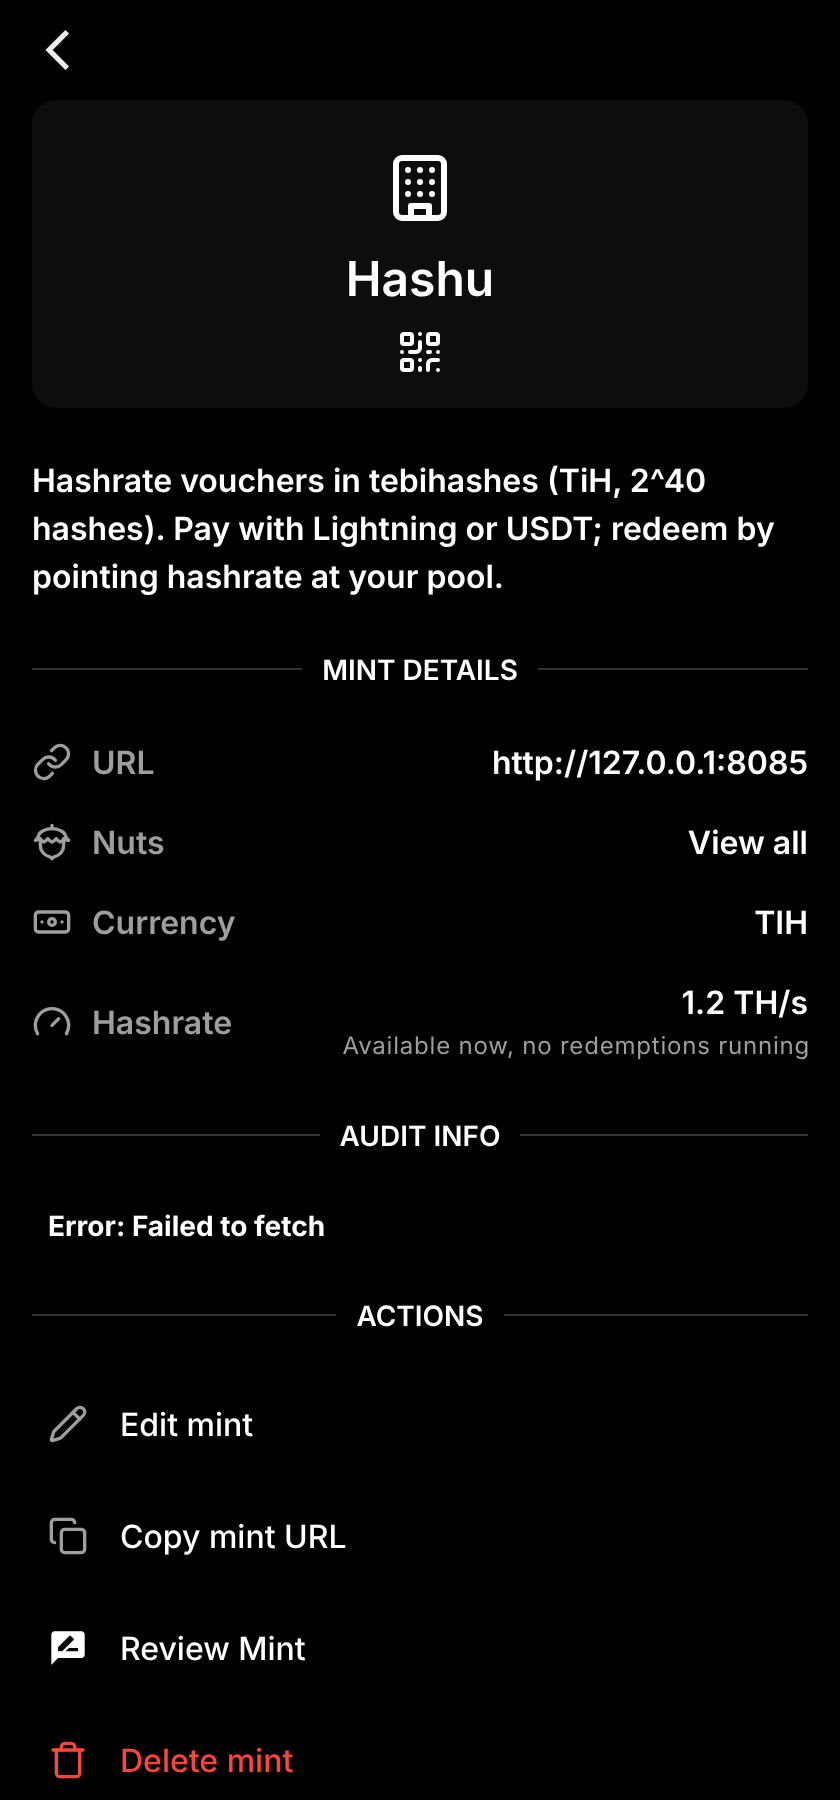 Hashu
Hashrate vouchers in tebihashes (TiH, 2^40
hashes). Pay with Lightning or USDT; redeem by
pointing hashrate at your pool.
MINT DETAILS
URL http://127.0.0.1:8085
Nuts View all
Currency TIH
Hashrate 1.2 TH/s
Available now, no redemptions running
AUDIT INFO
Error: Failed to fetch
ACTIONS
Edit mint
Copy mint URL
Review Mint
Delete mint